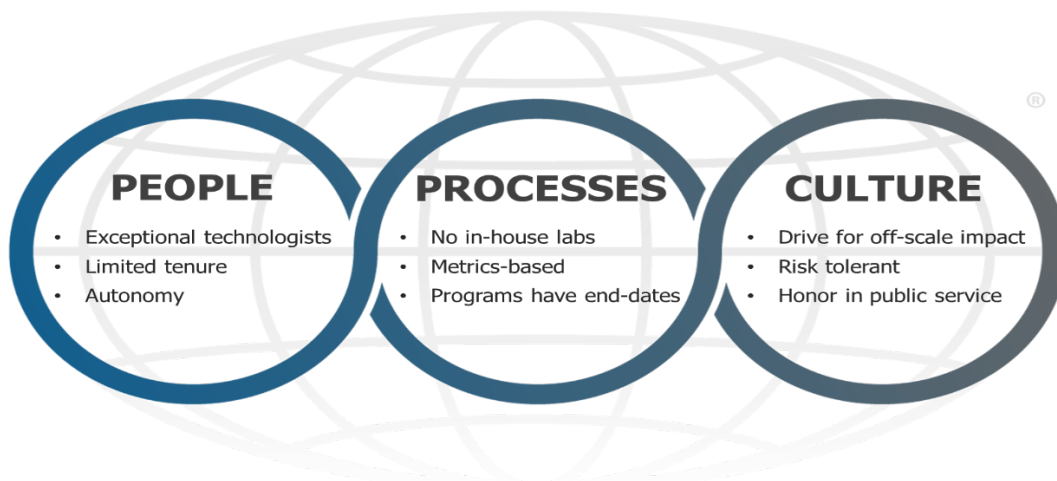 ®
PEOPLE
• Exceptional technologists
• Limited tenure
• Autonomy
PROCESSES
• No in-house labs
• Metrics-based
• Programs have end-dates
CULTURE
• Drive for off-scale impact
• Risk tolerant
• Honor in public service